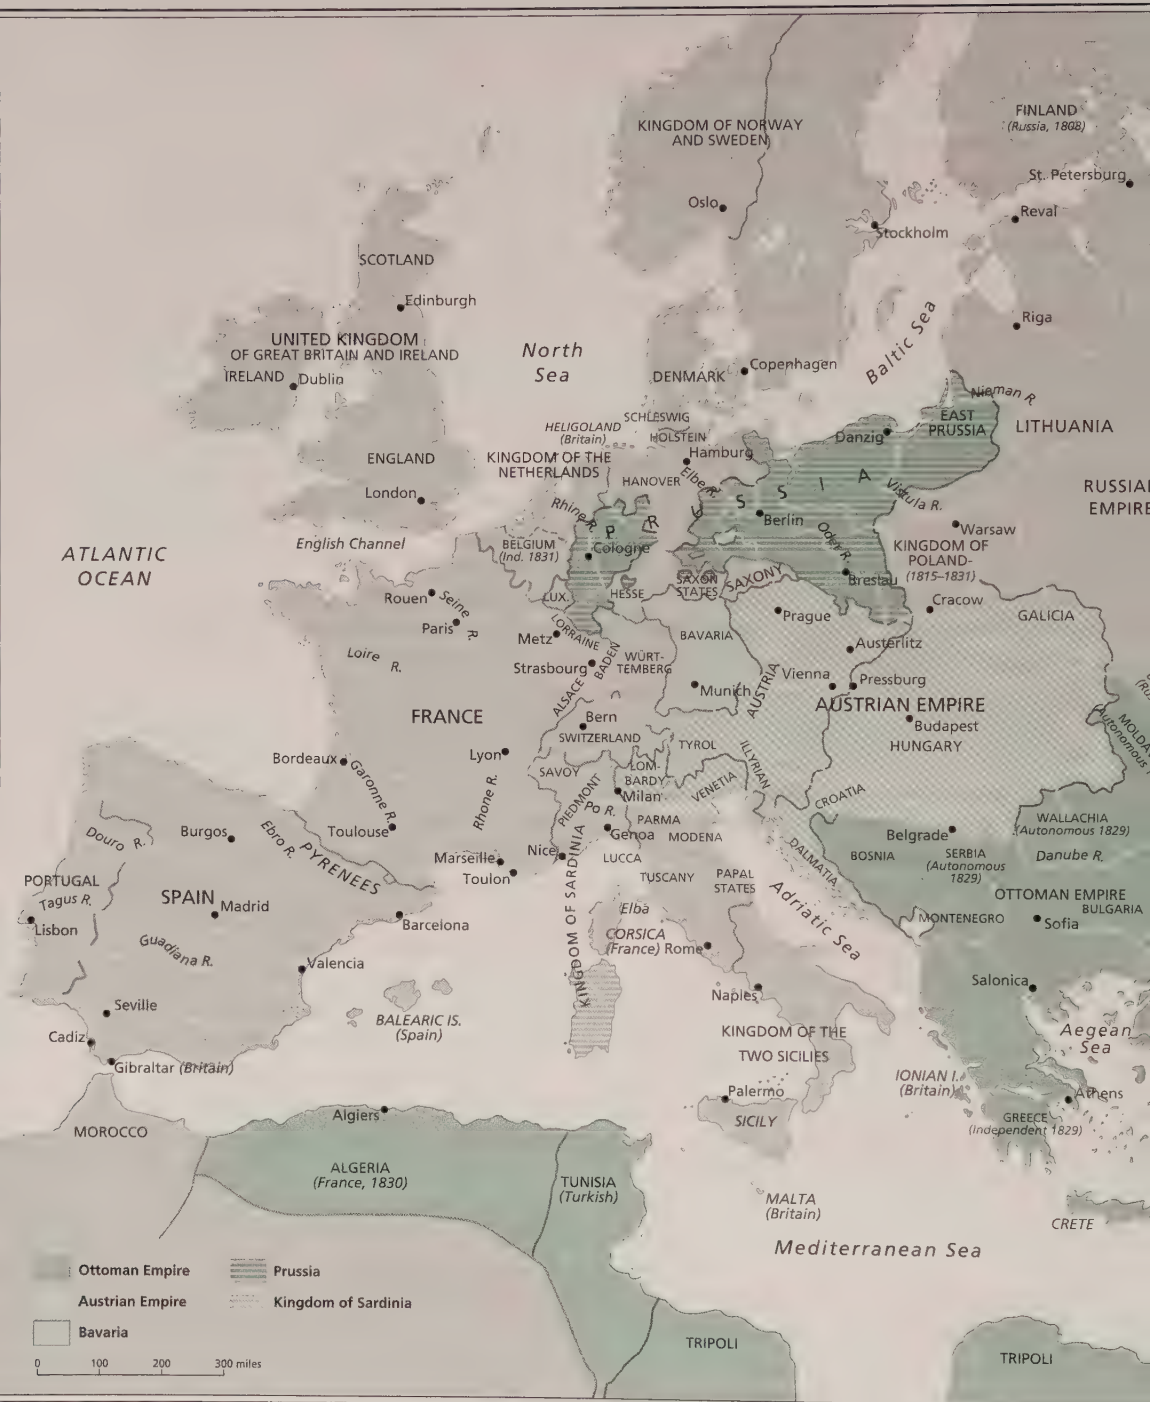 KINGDOM OF NORWAY
AND SWEDEN
FINLAND
(Russia, 1808)
St. Petersburg
Oslo
Reval
Stockholm
SCOTLAND
Edinburgh
Riga
UNITED KINGDOM
OF GREAT BRITAIN AND IRELAND
North
Sea
Baltic Sea
IRELAND
Dublin
DENMARK
Copenhagen
Nieman R.
EAST
PRUSSIA
LITHUANIA
SCHLESWIG
HELIGOLAND
(Britain)
HOLSTEIN
Danzig
KINGDOM OF THE
NETHERLANDS
Hamburg
ENGLAND
HANOVER
Elbe R.
PRUSSIA
Vistula R.
RUSSIAN
EMPIRE
London
Rhine R.
Berlin
Oder R.
Warsaw
English Channel
BELGIUM
(Ind. 1831)
Cologne
KINGDOM OF
POLAND-
(1815–1831)
ATLANTIC
OCEAN
SAXON
STATES
SAXONY
Breslau
Rouen
Seine
R.
LUX.
HESSE
Cracow
GALICIA
Paris
Prague
Metz
LORRAINE
BAVARIA
Austerlitz
Loire R.
Strasbourg
BADEN
WÜRT-
TEMBERG
ALSACE
Munich
AUSTRIA
Vienna
Pressburg
AUSTRIAN EMPIRE
FRANCE
Bern
SWITZERLAND
Budapest
HUNGARY
MOLDA
(Autonomous
Bordeaux
Garonne R.
Lyon
TYROL
ILLYRIAN
SAVOY
LOM-
BARDY
VENETIA
CROATIA
Rhone R.
PIEDMONT
Milan
Po R.
PARMA
Douro R.
Burgos
Ebro R.
Toulouse
Genoa
MODENA
Belgrade
WALLACHIA
(Autonomous 1829)
PYRENEES
Marseille
Nice
LUCCA
DALMATIA
BOSNIA
SERBIA
(Autonomous
1829)
Danube R.
Toulon
TUSCANY
PAPAL
STATES
PORTUGAL
Tagus R.
SPAIN
Madrid
Lisbon
KINGDOM OF SARDINIA
Elba
Adriatic Sea
OTTOMAN EMPIRE
BULGARIA
MONTENEGRO
Sofia
Barcelona
CORSICA
(France)
Rome
Guadiana R.
Valencia
Naples
Salonica
Seville
BALEARIC IS.
(Spain)
KINGDOM OF THE
TWO SICILIES
Aegean
Sea
Cadiz
Gibraltar (Britain)
IONIAN I.
(Britain)
Palermo
Athens
Algiers
SICILY
GREECE
(Independent 1829)
MOROCCO
ALGERIA
(France, 1830)
TUNISIA
(Turkish)
MALTA
(Britain)
CRETE
Mediterranean Sea
Ottoman Empire
Prussia
Austrian Empire
Kingdom of Sardinia
Bavaria
TRIPOLI
TRIPOLI
0 100 200 300 miles